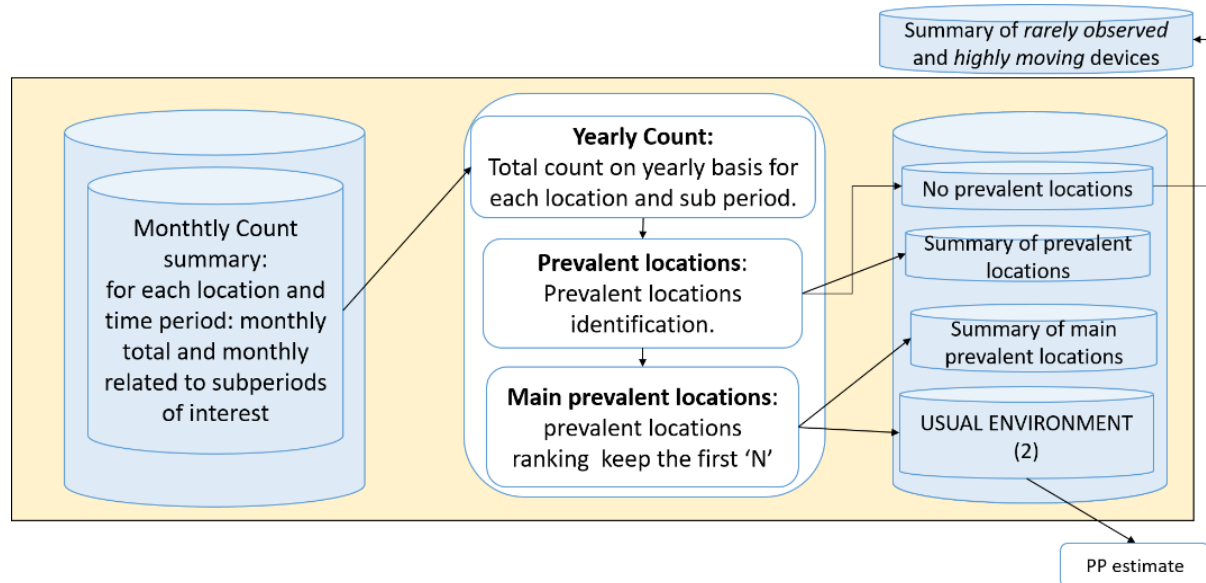 Summary of rarely observed
and highly moving devices
Monthtly Count
summary:
for each location and
time period: monthly
total and monthly
related to subperiods
of interest
Yearly Count:
Total count on yearly basis for
each location and sub period.
Prevalent locations:
Prevalent locations
identification.
Main prevalent locations:
prevalent locations
ranking keep the first ‘N’
No prevalent locations
Summary of prevalent
locations
Summary of main
prevalent locations
USUAL ENVIRONMENT
(2)
PP estimate